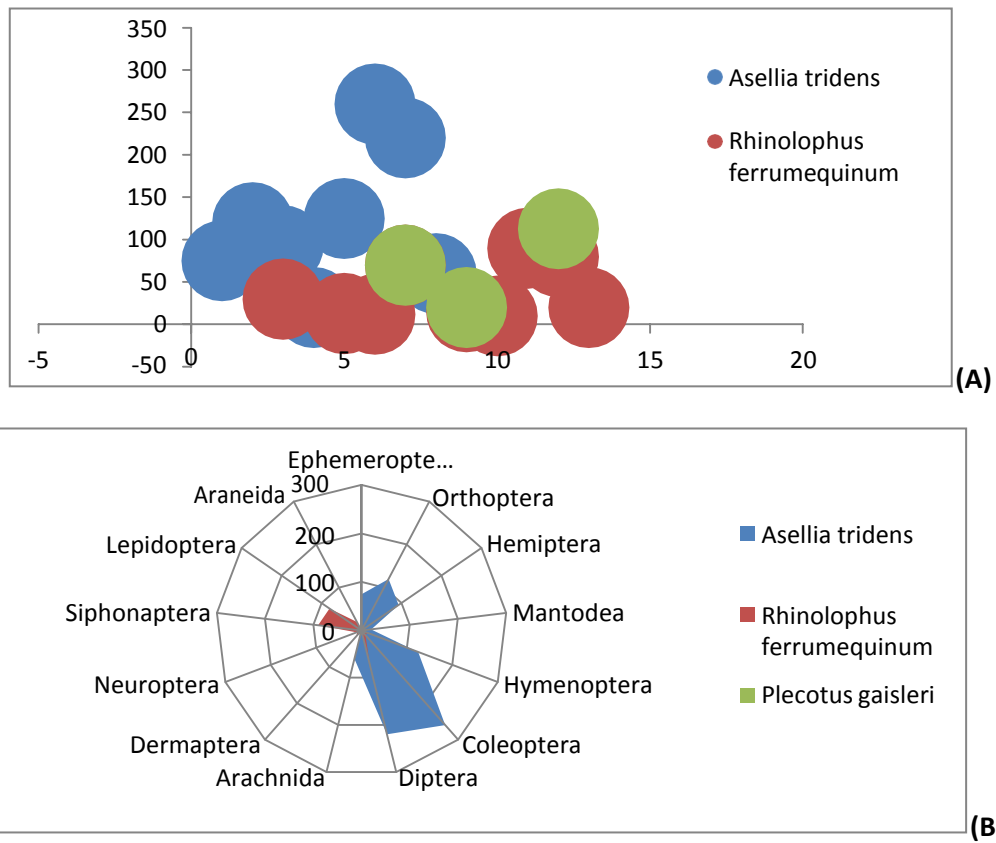 350
300
250
200
150
100
50
0
-50
-5
0
5
10
15
20
Asellia tridens
Rhinolophus
ferrumequinum
(A)
Ephemeropte...
Orthoptera
Hemiptera
Mantodea
Hymenoptera
Coleoptera
Diptera
Arachnida
Dermaptera
Neuroptera
Siphonaptera
Lepidoptera
Araneida
300
200
100
0
Asellia tridens
Rhinolophus
ferrumequinum
Plecotus gaisleri
(B